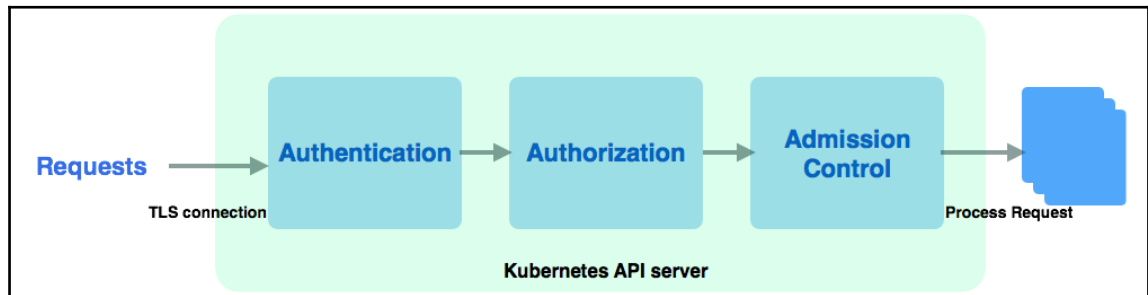 Requests
TLS connection
Authentication
Authorization
Admission
Control
Process Request
Kubernetes API server